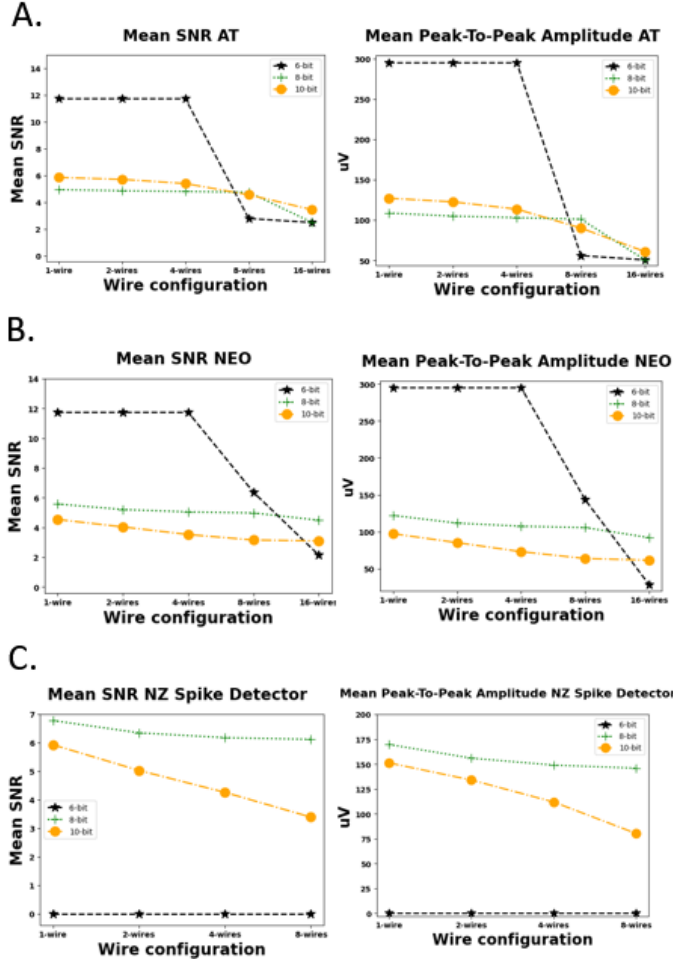 A.
Mean SNR AT
Mean Peak-To-Peak Amplitude AT
14
12
10
8
6
4
2
0
Mean SNR
6-bit
8-bit
10-bit
1-wire 2-wires 4-wires 8-wires 16-wires
Wire configuration
300
250
200
150
100
50
uV
6-bit
8-bit
10-bit
1-wire 2-wires 4-wires 8-wires 16-wires
Wire configuration
B.
Mean SNR NEO
Mean Peak-To-Peak Amplitude NEO
14
12
10
8
6
4
2
0
Mean SNR
6-bit
8-bit
10-bit
1-wire 2-wires 4-wires 8-wires 16-wires
Wire configuration
300
250
200
150
100
50
uV
6-bit
8-bit
10-bit
1-wire 2-wires 4-wires 8-wires 16-wires
Wire configuration
C.
Mean SNR NZ Spike Detector
Mean Peak-To-Peak Amplitude NZ Spike Detector
7
6
5
4
3
2
1
0
Mean SNR
6-bit
8-bit
10-bit
1-wire 2-wires 4-wires 8-wires
Wire configuration
200
175
150
125
100
75
50
25
0
uV
6-bit
8-bit
10-bit
1-wire 2-wires 4-wires 8-wires
Wire configuration